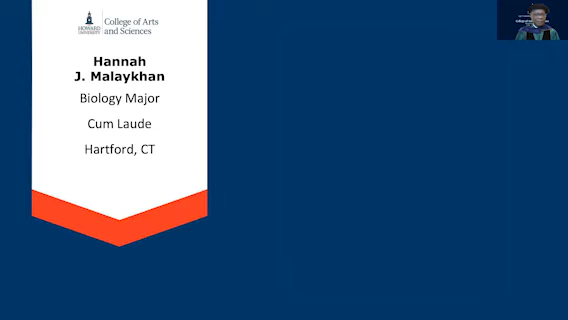 HOWARD
UNIVERSITY
College of Arts
and Sciences
Hannah
J. Malaykhan
Biology Major
Cum Laude
Hartford, CT